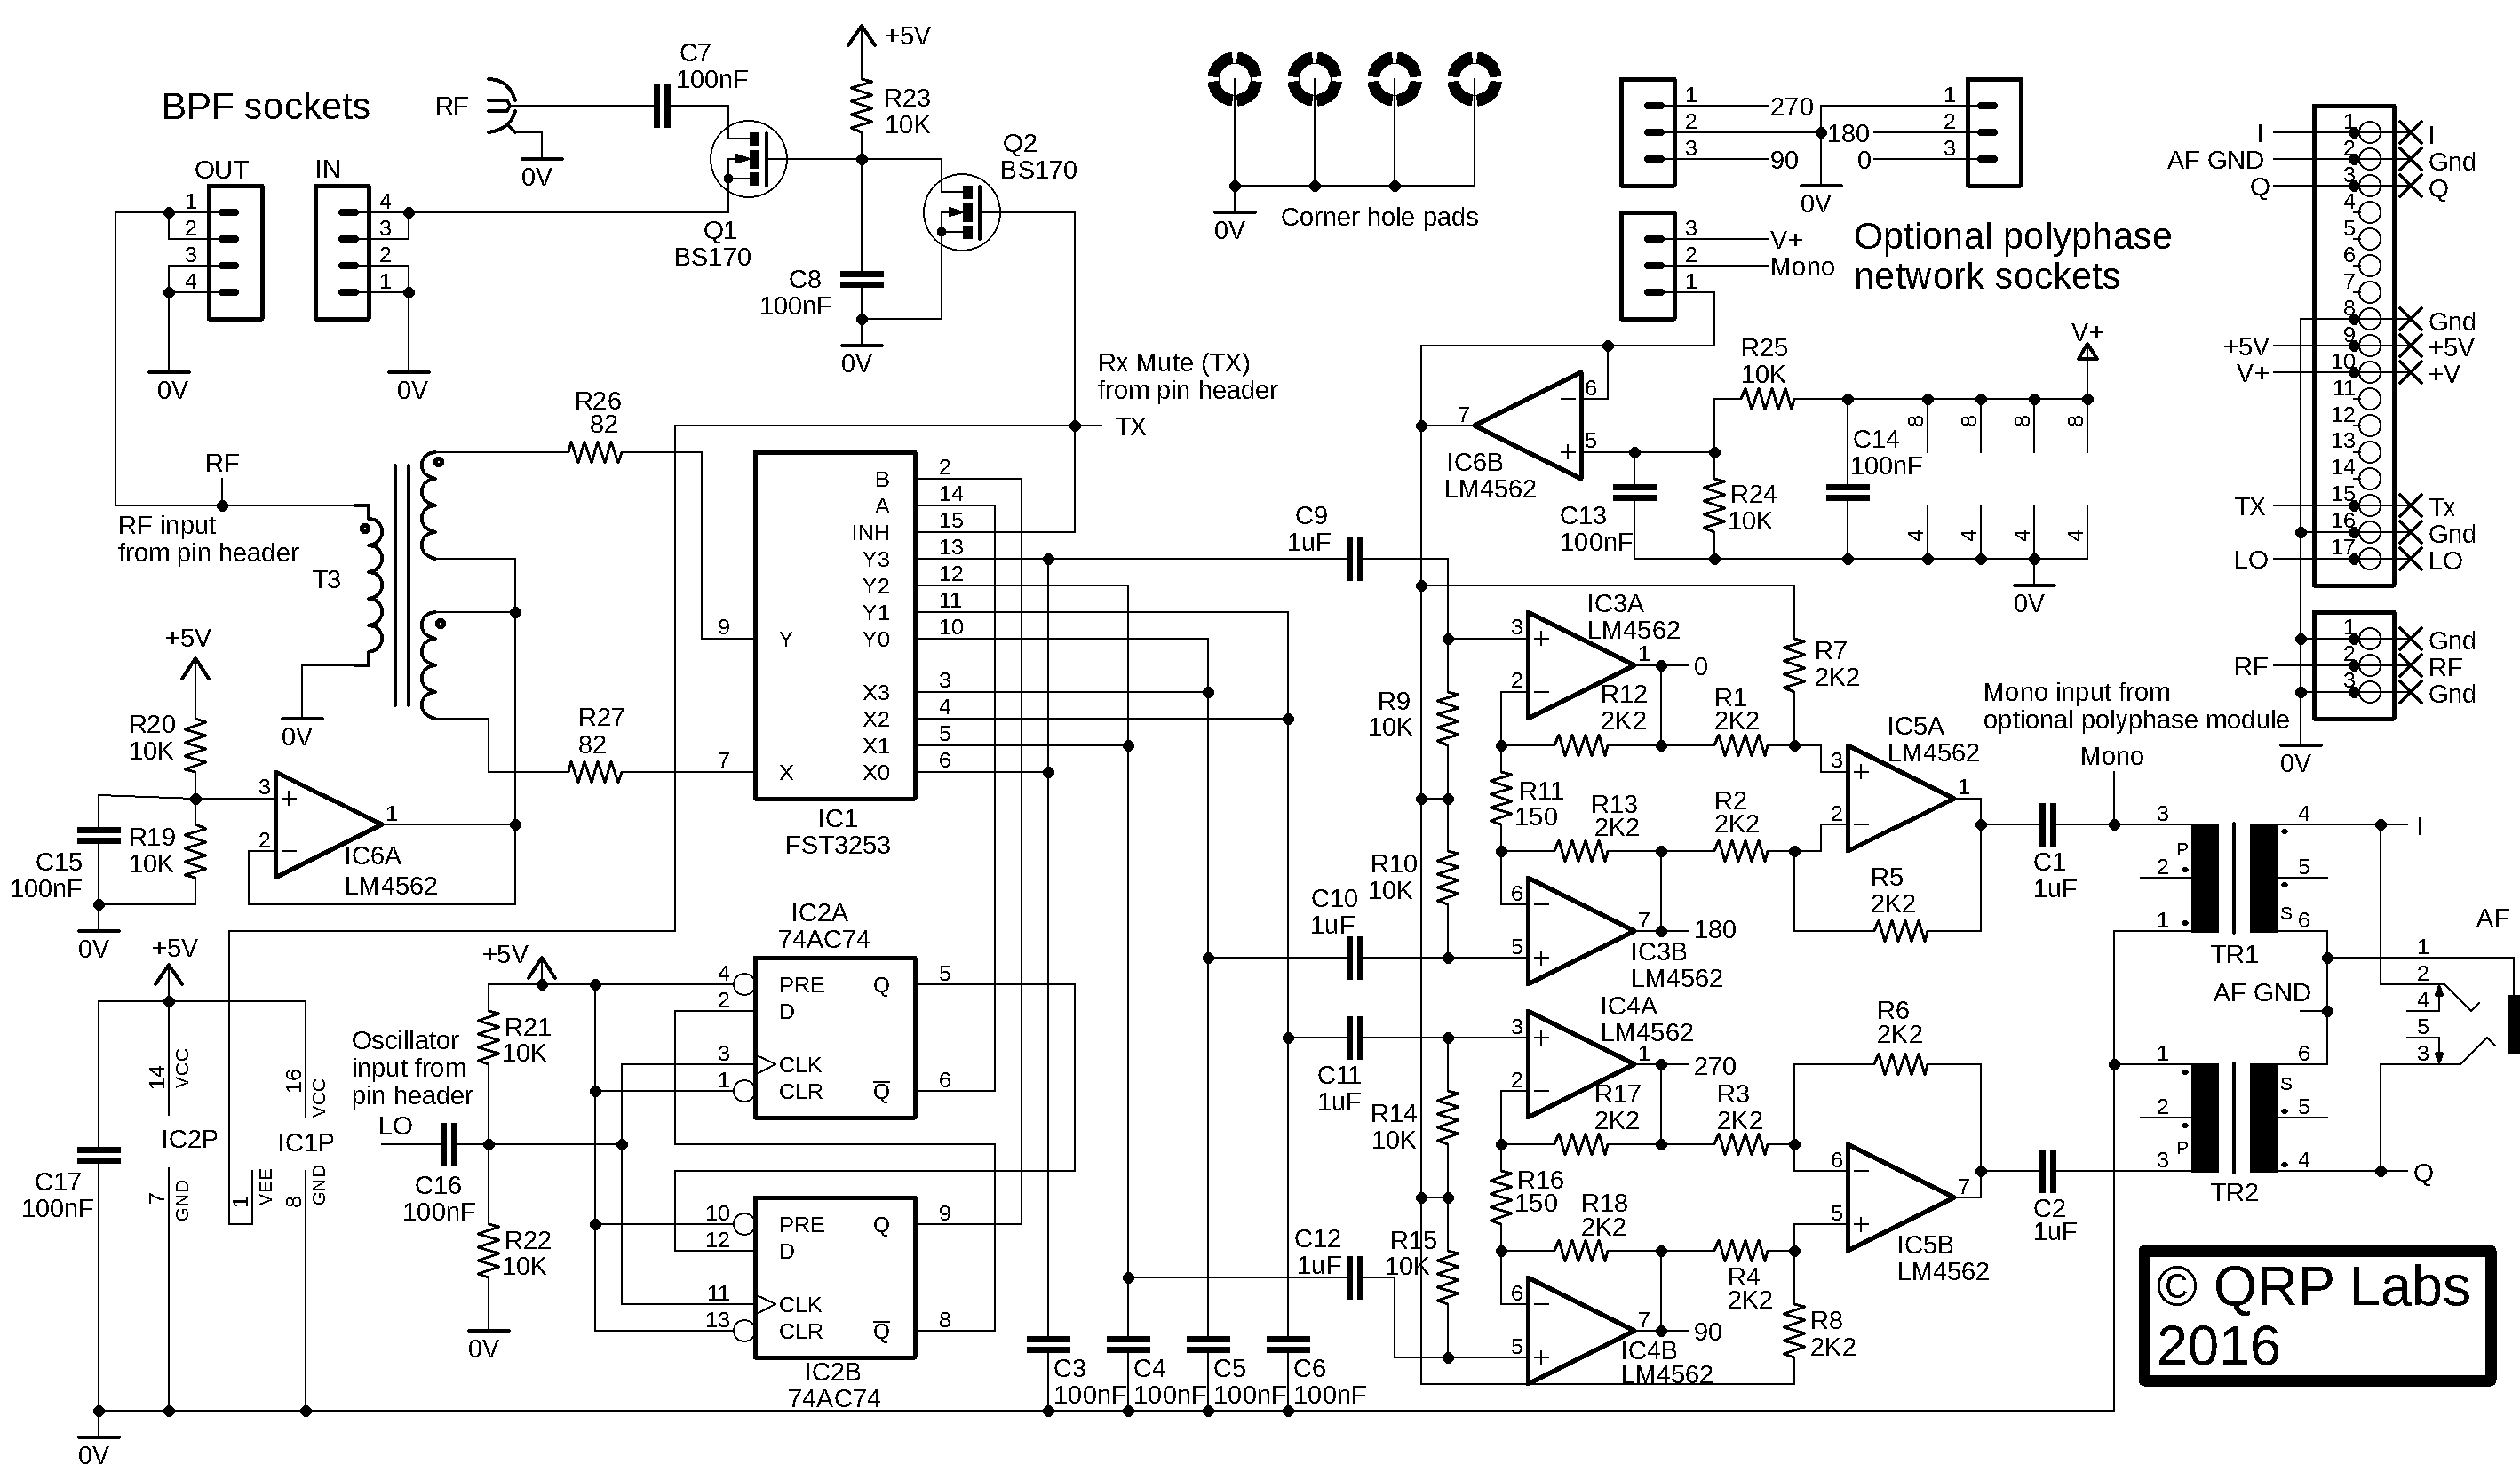 BPF sockets
OUT
IN
1
2
3
4
4
3
2
1
0V
0V
RF
0V
C7
100nF
+5V
R23
10K
Q1
BS170
Q2
BS170
C8
100nF
0V
Rx Mute (TX)
from pin header
TX
0V
Corner hole pads
1
2
3
270
90
180
0
1
2
3
0V
3
2
1
V+
Mono
Optional polyphase
network sockets
I
AF GND
Q
+5V
V+
TX
LO
1
2
3
4
5
6
7
8
9
10
11
12
13
14
15
16
17
I
Gnd
Q
Gnd
+5V
+V
Tx
Gnd
LO
RF
1
2
3
Gnd
RF
Gnd
0V
RF
RF input
from pin header
T3
0V
R26
82
R27
82
+5V
R20
10K
R19
10K
C15
100nF
0V
3
2
1
IC6A
LM4562
9
7
Y
X
B
A
INH
Y3
Y2
Y1
Y0
X3
X2
X1
X0
2
14
15
13
12
11
10
3
4
5
6
IC1
FST3253
7
6
5
IC6B
LM4562
R25
10K
R24
10K
C13
100nF
C14
100nF
V+
8
8
8
8
4
4
4
4
0V
C9
1uF
R9
10K
R10
10K
C10
1uF
3
2
1
IC3A
LM4562
0
R12
2K2
R11
150
R13
2K2
6
5
7
IC3B
LM4562
180
R1
2K2
R2
2K2
R7
2K2
3
2
1
IC5A
LM4562
R5
2K2
C1
1uF
Mono input from
optional polyphase module
Mono
3
2
1
P
4
5
6
S
TR1
I
AF
AF GND
1
2
4
5
3
C11
1uF
R14
10K
R15
10K
C12
1uF
3
2
1
IC4A
LM4562
270
R17
2K2
R16
150
R18
2K2
6
5
7
IC4B
LM4562
90
R3
2K2
R4
2K2
R6
2K2
R8
2K2
6
5
7
IC5B
LM4562
C2
1uF
1
2
3
P
6
5
4
S
TR2
Q
+5V
C17
100nF
14
VCC
IC2P
7
GND
1
VEE
16
VCC
IC1P
8
GND
0V
Oscillator
input from
pin header
LO
C16
100nF
+5V
R21
10K
R22
10K
0V
IC2A
74AC74
4
2
3
1
PRE
D
CLK
CLR
Q
Q
5
6
10
12
11
13
PRE
D
CLK
CLR
Q
Q
9
8
IC2B
74AC74
C3
100nF
C4
100nF
C5
100nF
C6
100nF
© QRP Labs
2016